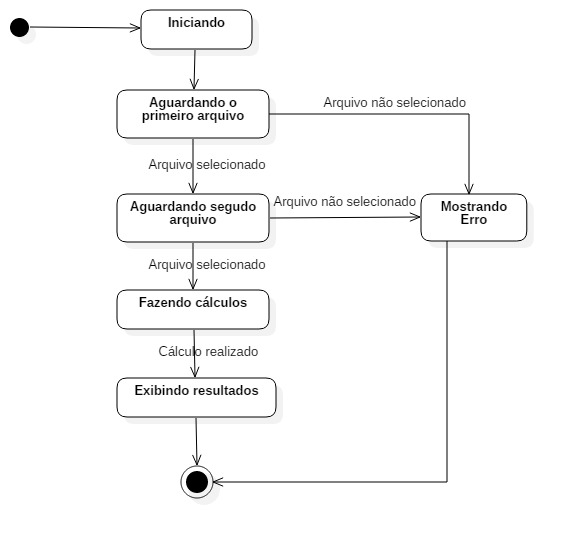 Iniciando
Aguardando o
primeiro arquivo
Arquivo não selecionado
Arquivo selecionado
Aguardando segudo
arquivo
Arquivo não selecionado
Mostrando
Erro
Arquivo selecionado
Fazendo cálculos
Cálculo realizado
Exibindo resultados